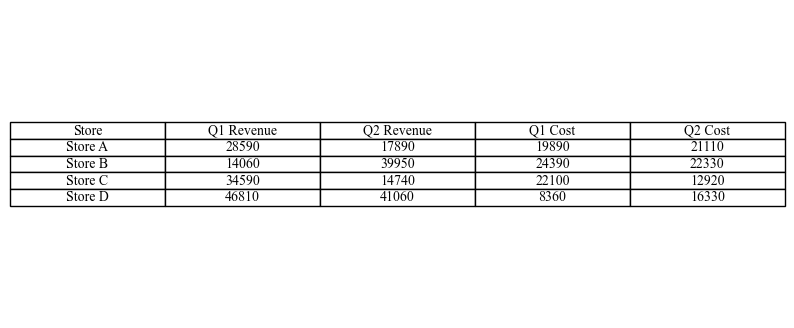 Store Q1 Revenue Q2 Revenue Q1 Cost Q2 Cost
Store A 28590 17890 19890 21110
Store B 14060 39950 24390 22330
Store C 34590 14740 22100 12920
Store D 46810 41060 8360 16330